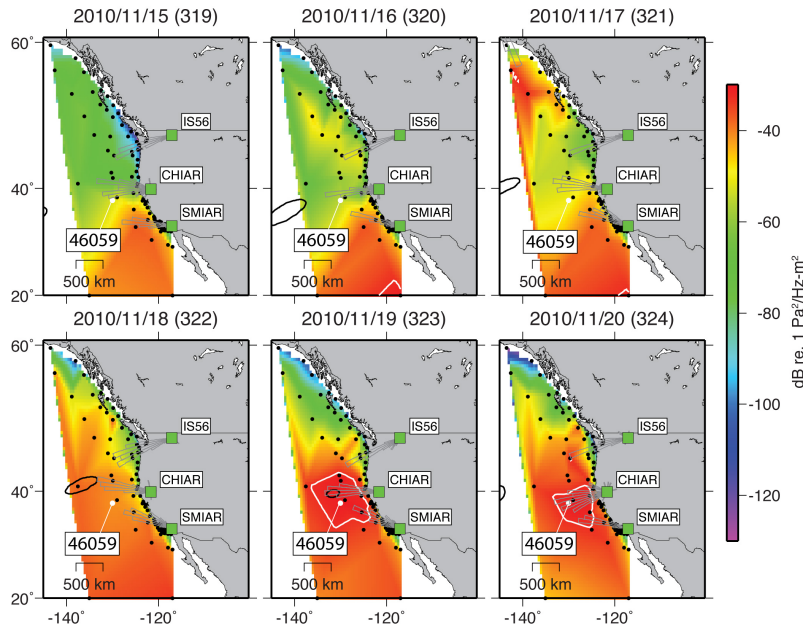 2010/11/15 (319) 2010/11/16 (320) 2010/11/17 (321)
60° IS56 IS56 IS56
40° CHIAR CHIAR CHIAR
SMIAR SMIAR SMIAR
46059 46059 46059
500 km 500 km 500 km
20° 20° 20°
2010/11/18 (322) 2010/11/19 (323) 2010/11/20 (324)
60° IS56 IS56 IS56
40° CHIAR CHIAR CHIAR
SMIAR SMIAR SMIAR
46059 46059 46059
500 km 500 km 500 km
20°
-140° -120° -140° -120° -140° -120°
-40
-60
-80
-100
-120
dB re. 1 Pa²/Hz-m²